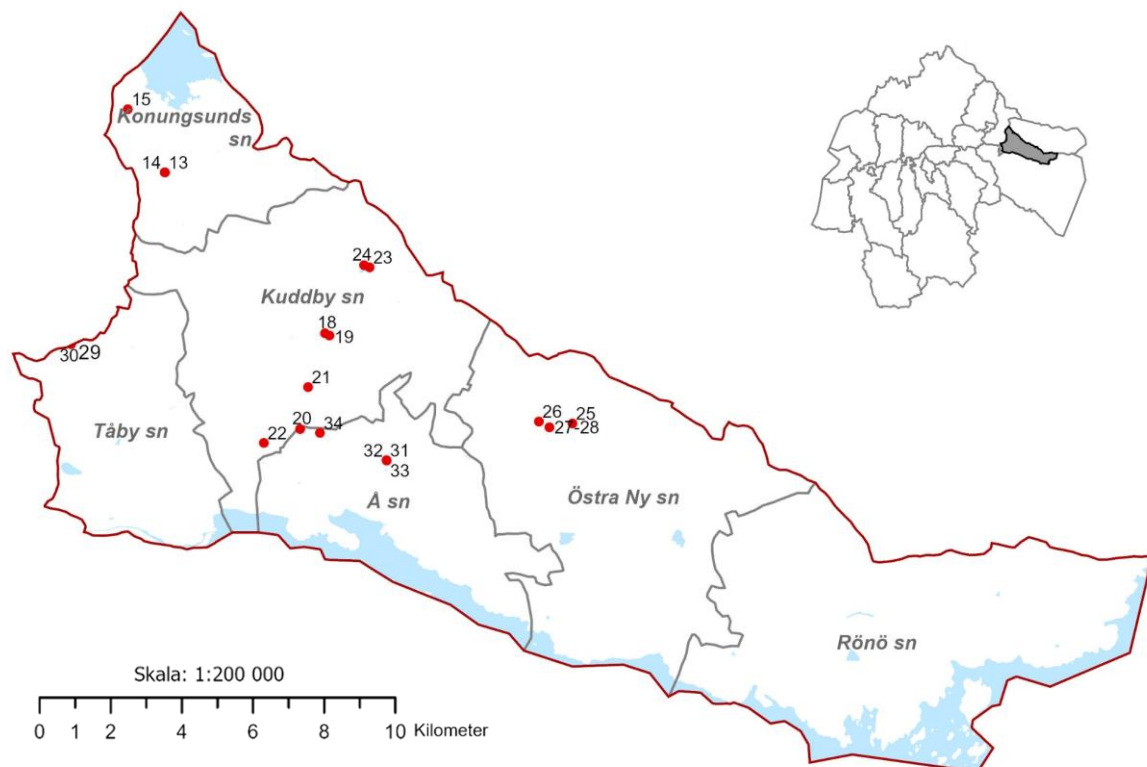 15
Konungsunds
sn
14 13
24 23
Kuddby sn
18
19
30 29
21
Tåby sn
22
20
34
26
25
27-28
32 31
33
Å sn
Östra Ny sn
Rönö sn
Skala: 1:200 000
0 1 2 4 6 8 10 Kilometer